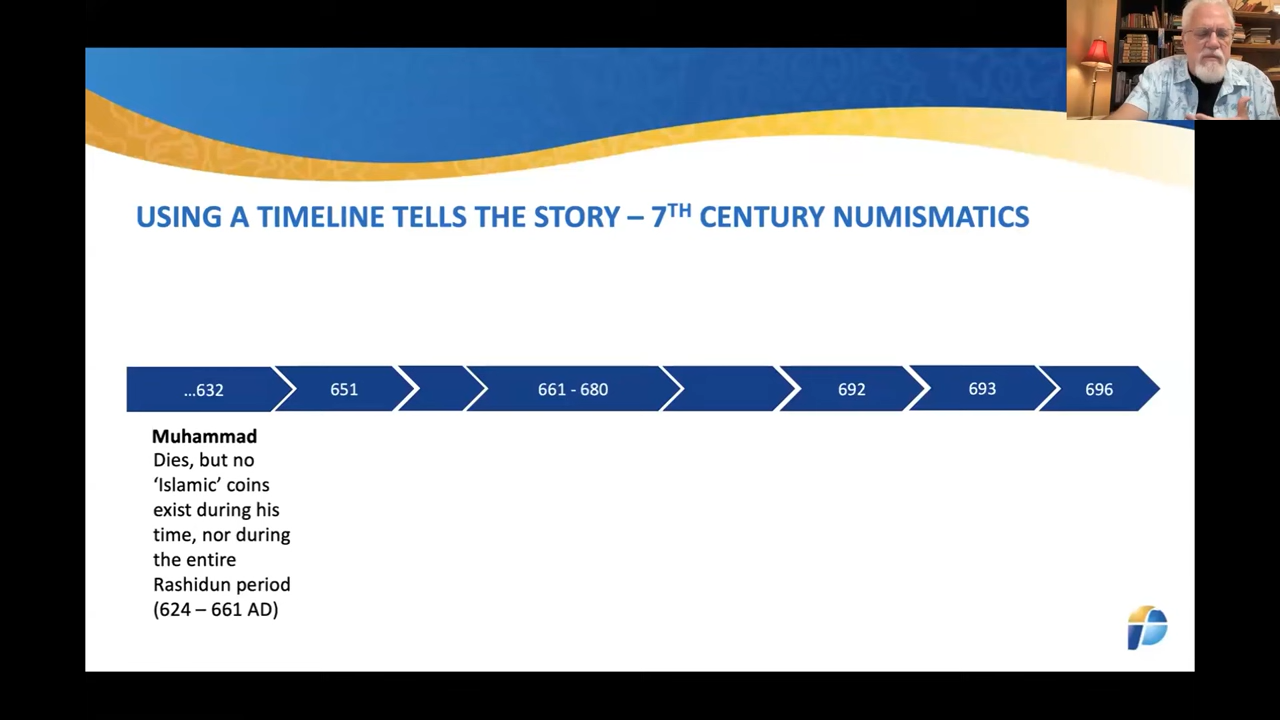 USING A TIMELINE TELLS THE STORY – 7TH CENTURY NUMISMATICS
...632
651
661 - 680
692
693
696
Muhammad
Dies, but no
‘Islamic’ coins
exist during his
time, nor during
the entire
Rashidun period
(624 – 661 AD)